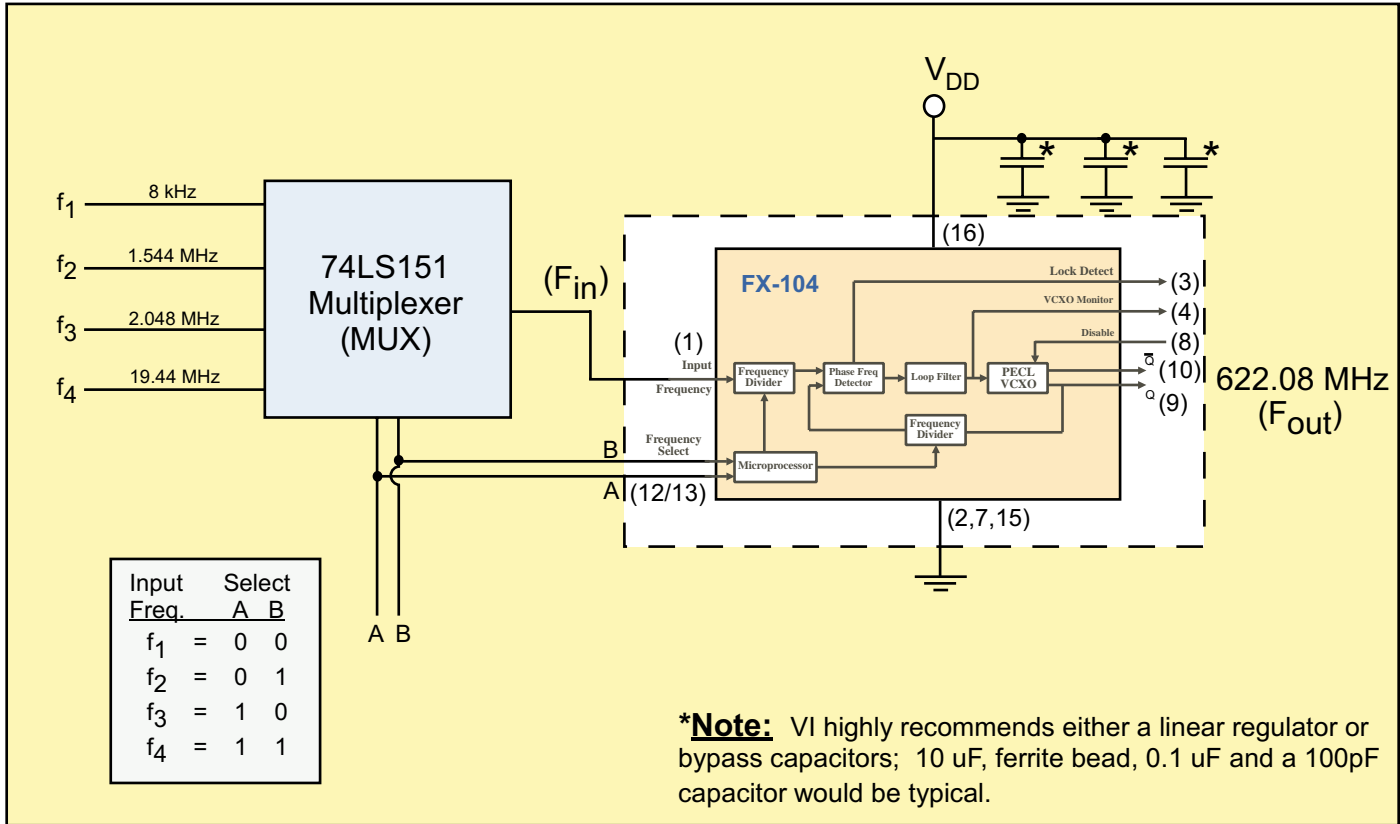 V
DD
*
*
*
f1
8 kHz
f2
1.544 MHz
f3
2.048 MHz
f4
19.44 MHz
74LS151
Multiplexer
(MUX)
(Fin)
(16)
FX-104
Lock Detect
(3)
VCXO Monitor
(4)
Disable
(8)
Q̅
(10)
Q
(9)
622.08 MHz
(Fout)
(1)
Input
Frequency
Frequency
Divider
Phase Freq
Detector
Loop Filter
PECL
VCXO
Frequency
Divider
B
Frequency
Select
Microprocessor
A
(12/13)
(2,7,15)
A B
Input Select
Freq. A B
f1 = 0 0
f2 = 0 1
f3 = 1 0
f4 = 1 1
*Note: VI highly recommends either a linear regulator or
bypass capacitors; 10 uF, ferrite bead, 0.1 uF and a 100pF
capacitor would be typical.